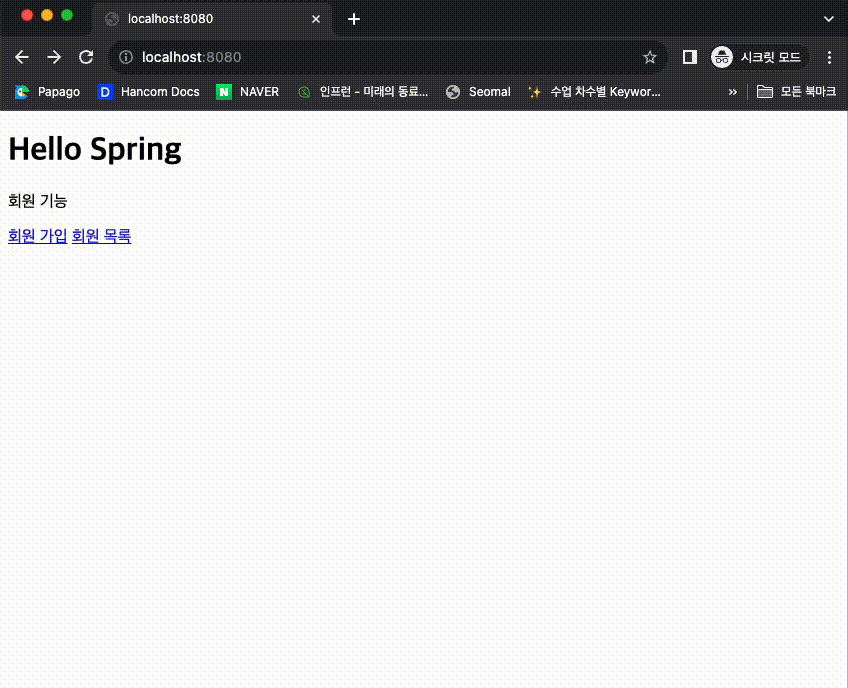 localhost:8080
localhost:8080
시크릿 모드
Papago
D Hancom Docs
N NAVER
인프런 - 미래의 동료...
Seomal
수업 차수별 Keywor...
모든 북마크
Hello Spring
회원 기능
회원 가입 회원 목록